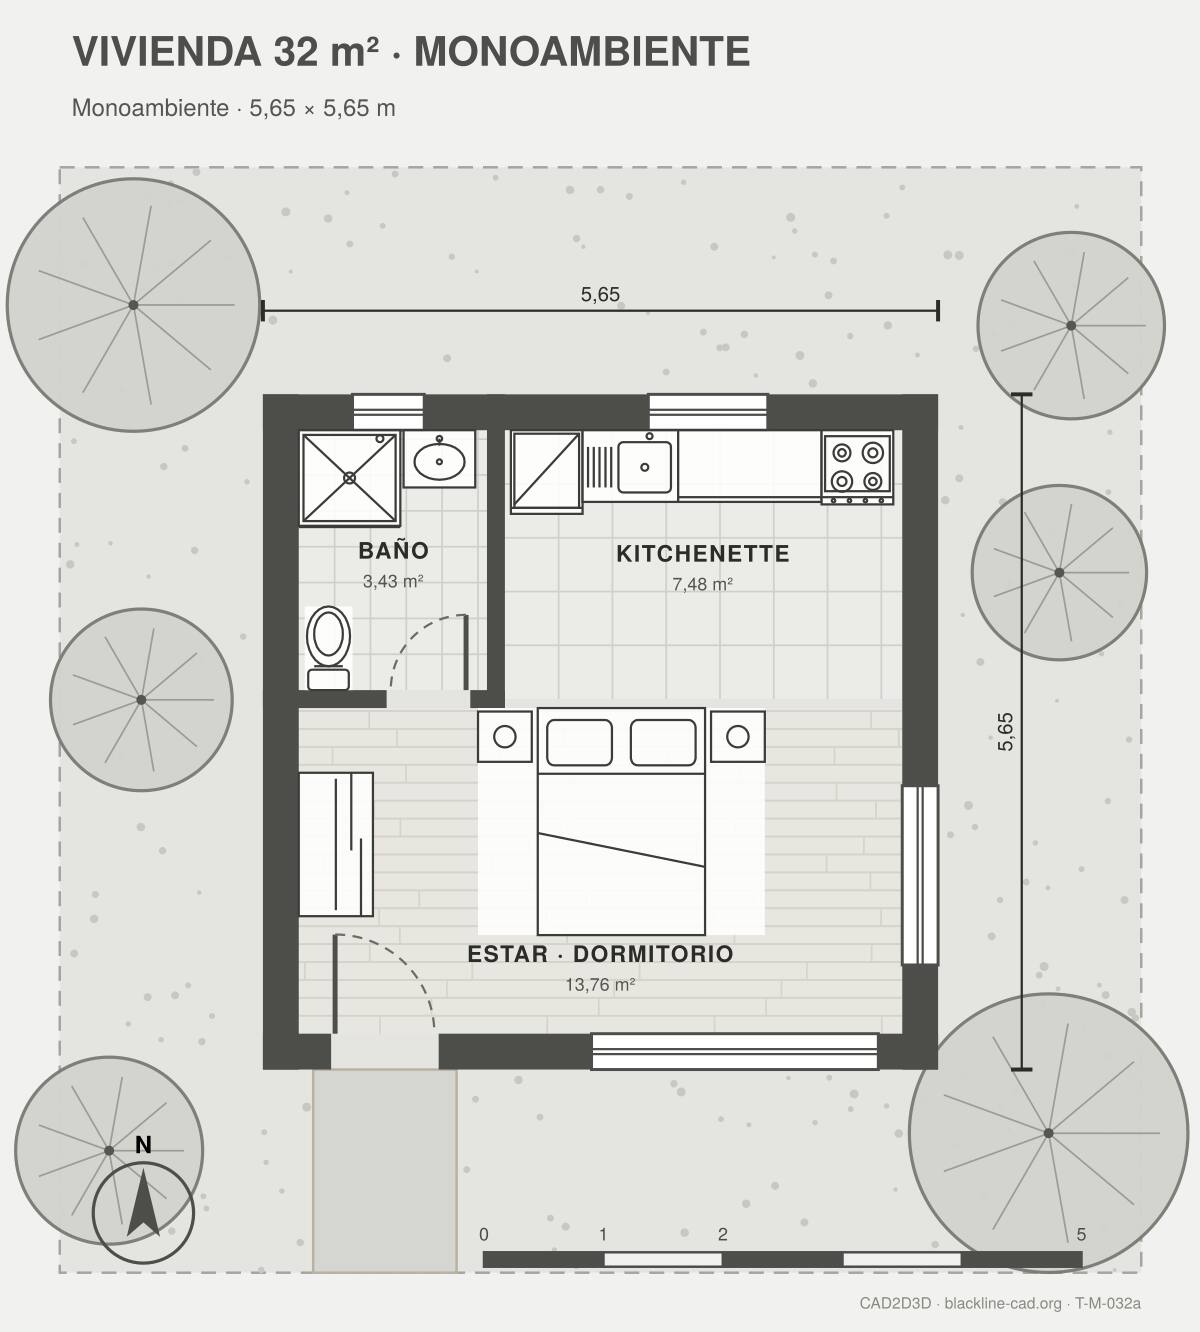 VIVIENDA 32 m² · MONOAMBIENTE
Monoambiente · 5,65 × 5,65 m
5,65
BAÑO
3,43 m²
KITCHENETTE
7,48 m²
5,65
ESTAR · DORMITORIO
13,76 m²
N
0 1 2 5
CAD2D3D · blackline-cad.org · T-M-032a